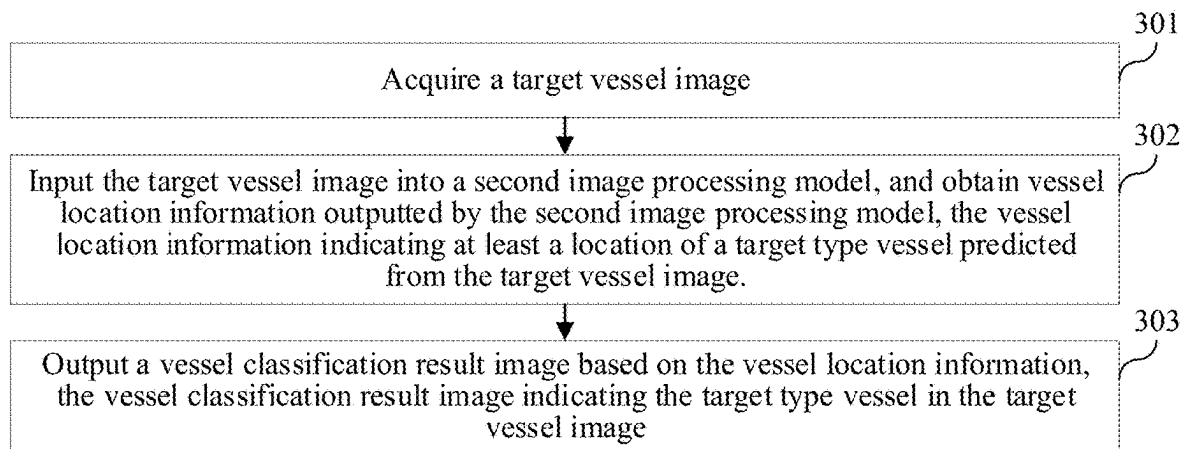 301
Acquire a target vessel image
302
Input the target vessel image into a second image processing model, and obtain vessel
location information outputted by the second image processing model, the vessel
location information indicating at least a location of a target type vessel predicted
from the target vessel image.
303
Output a vessel classification result image based on the vessel location information,
the vessel classification result image indicating the target type vessel in the target
vessel image